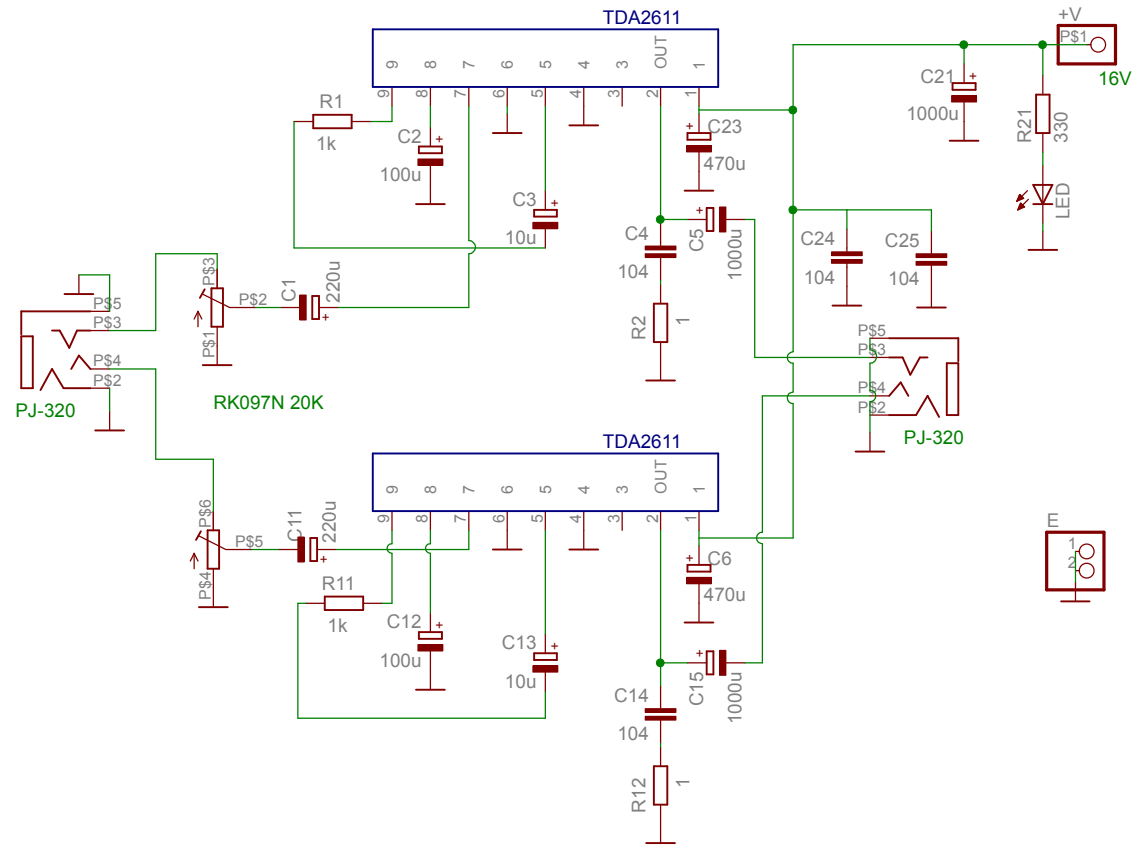 TDA2611
9 8 7 6 5 4 3 OUT 1
9 8 7 6 5 4 3 2 1
R1
1k
C2
100u
C3
10u
C23
470u
C4
104
R2
1
C5
1000u
+V
P$1
16V
C21
1000u
R21
330
LED
C24
104
C25
104
P$5
P$3
P$4
P$2
PJ-320
P$3
P$2
P$1
C1
220u
RK097N 20K
P$5
P$3
P$4
P$2
PJ-320
TDA2611
9 8 7 6 5 4 3 OUT 1
9 8 7 6 5 4 3 2 1
P$6
P$5
P$4
C11
220u
R11
1k
C12
100u
C13
10u
C6
470u
C14
104
C15
1000u
R12
1
E
1
2